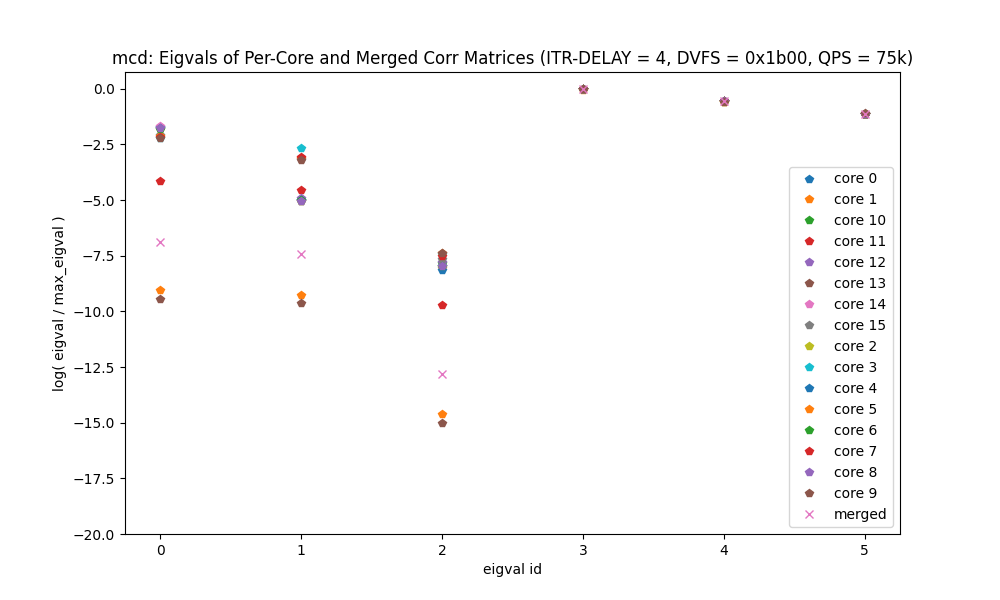 mcd: Eigvals of Per-Core and Merged Corr Matrices (ITR-DELAY = 4, DVFS = 0x1b00, QPS = 75k)
log( eigval / max_eigval )
0.0
−2.5
−5.0
−7.5
−10.0
−12.5
−15.0
−17.5
−20.0
core 0
core 1
core 10
core 11
core 12
core 13
core 14
core 15
core 2
core 3
core 4
core 5
core 6
core 7
core 8
core 9
merged
0 1 2 3 4 5
eigval id